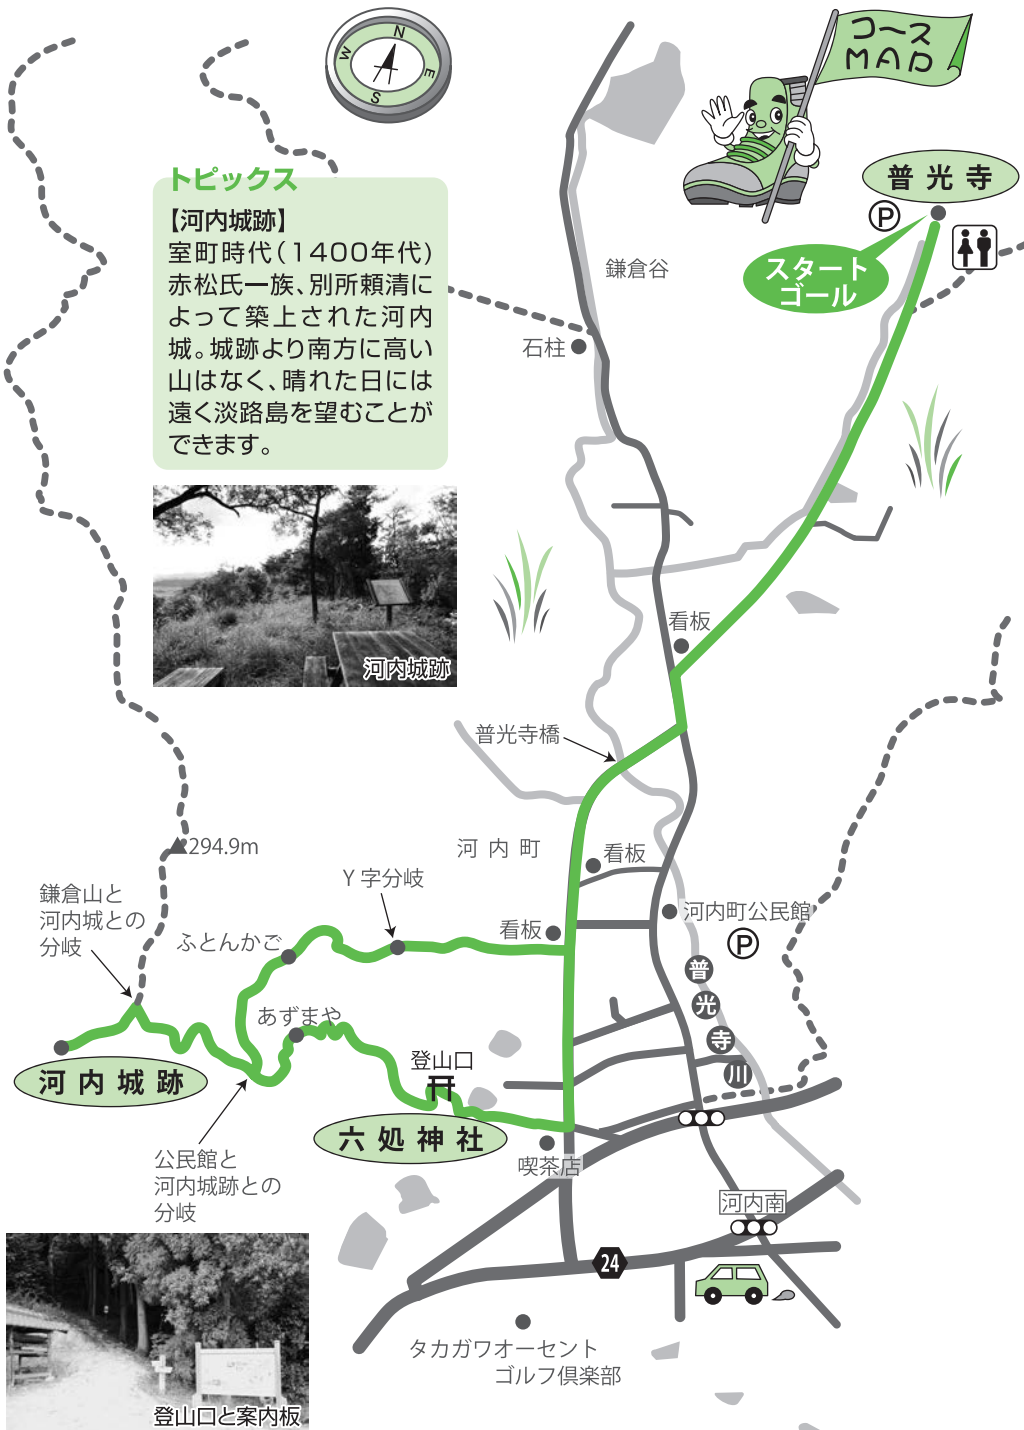 N
W
E
S
コース
MAP
普光寺
P
スタート
ゴール
トピックス
【河内城跡】
室町時代(1400年代)
赤松氏一族、別所頼清に
よって築上された河内
城。城跡より南方に高い
山はなく、晴れた日には
遠く淡路島を望むことが
できます。
鎌倉谷
石柱
河内城跡
看板
普光寺橋
294.9m
河内町
看板
Y字分岐
鎌倉山と
河内城との
分岐
ふとんかご
看板
河内町公民館
P
普
光
寺
川
あずまや
登山口
河内城跡
六処神社
公民館と
河内城跡との
分岐
喫茶店
河内南
24
タカガワオーセント
ゴルフ倶楽部
登山口と案内板